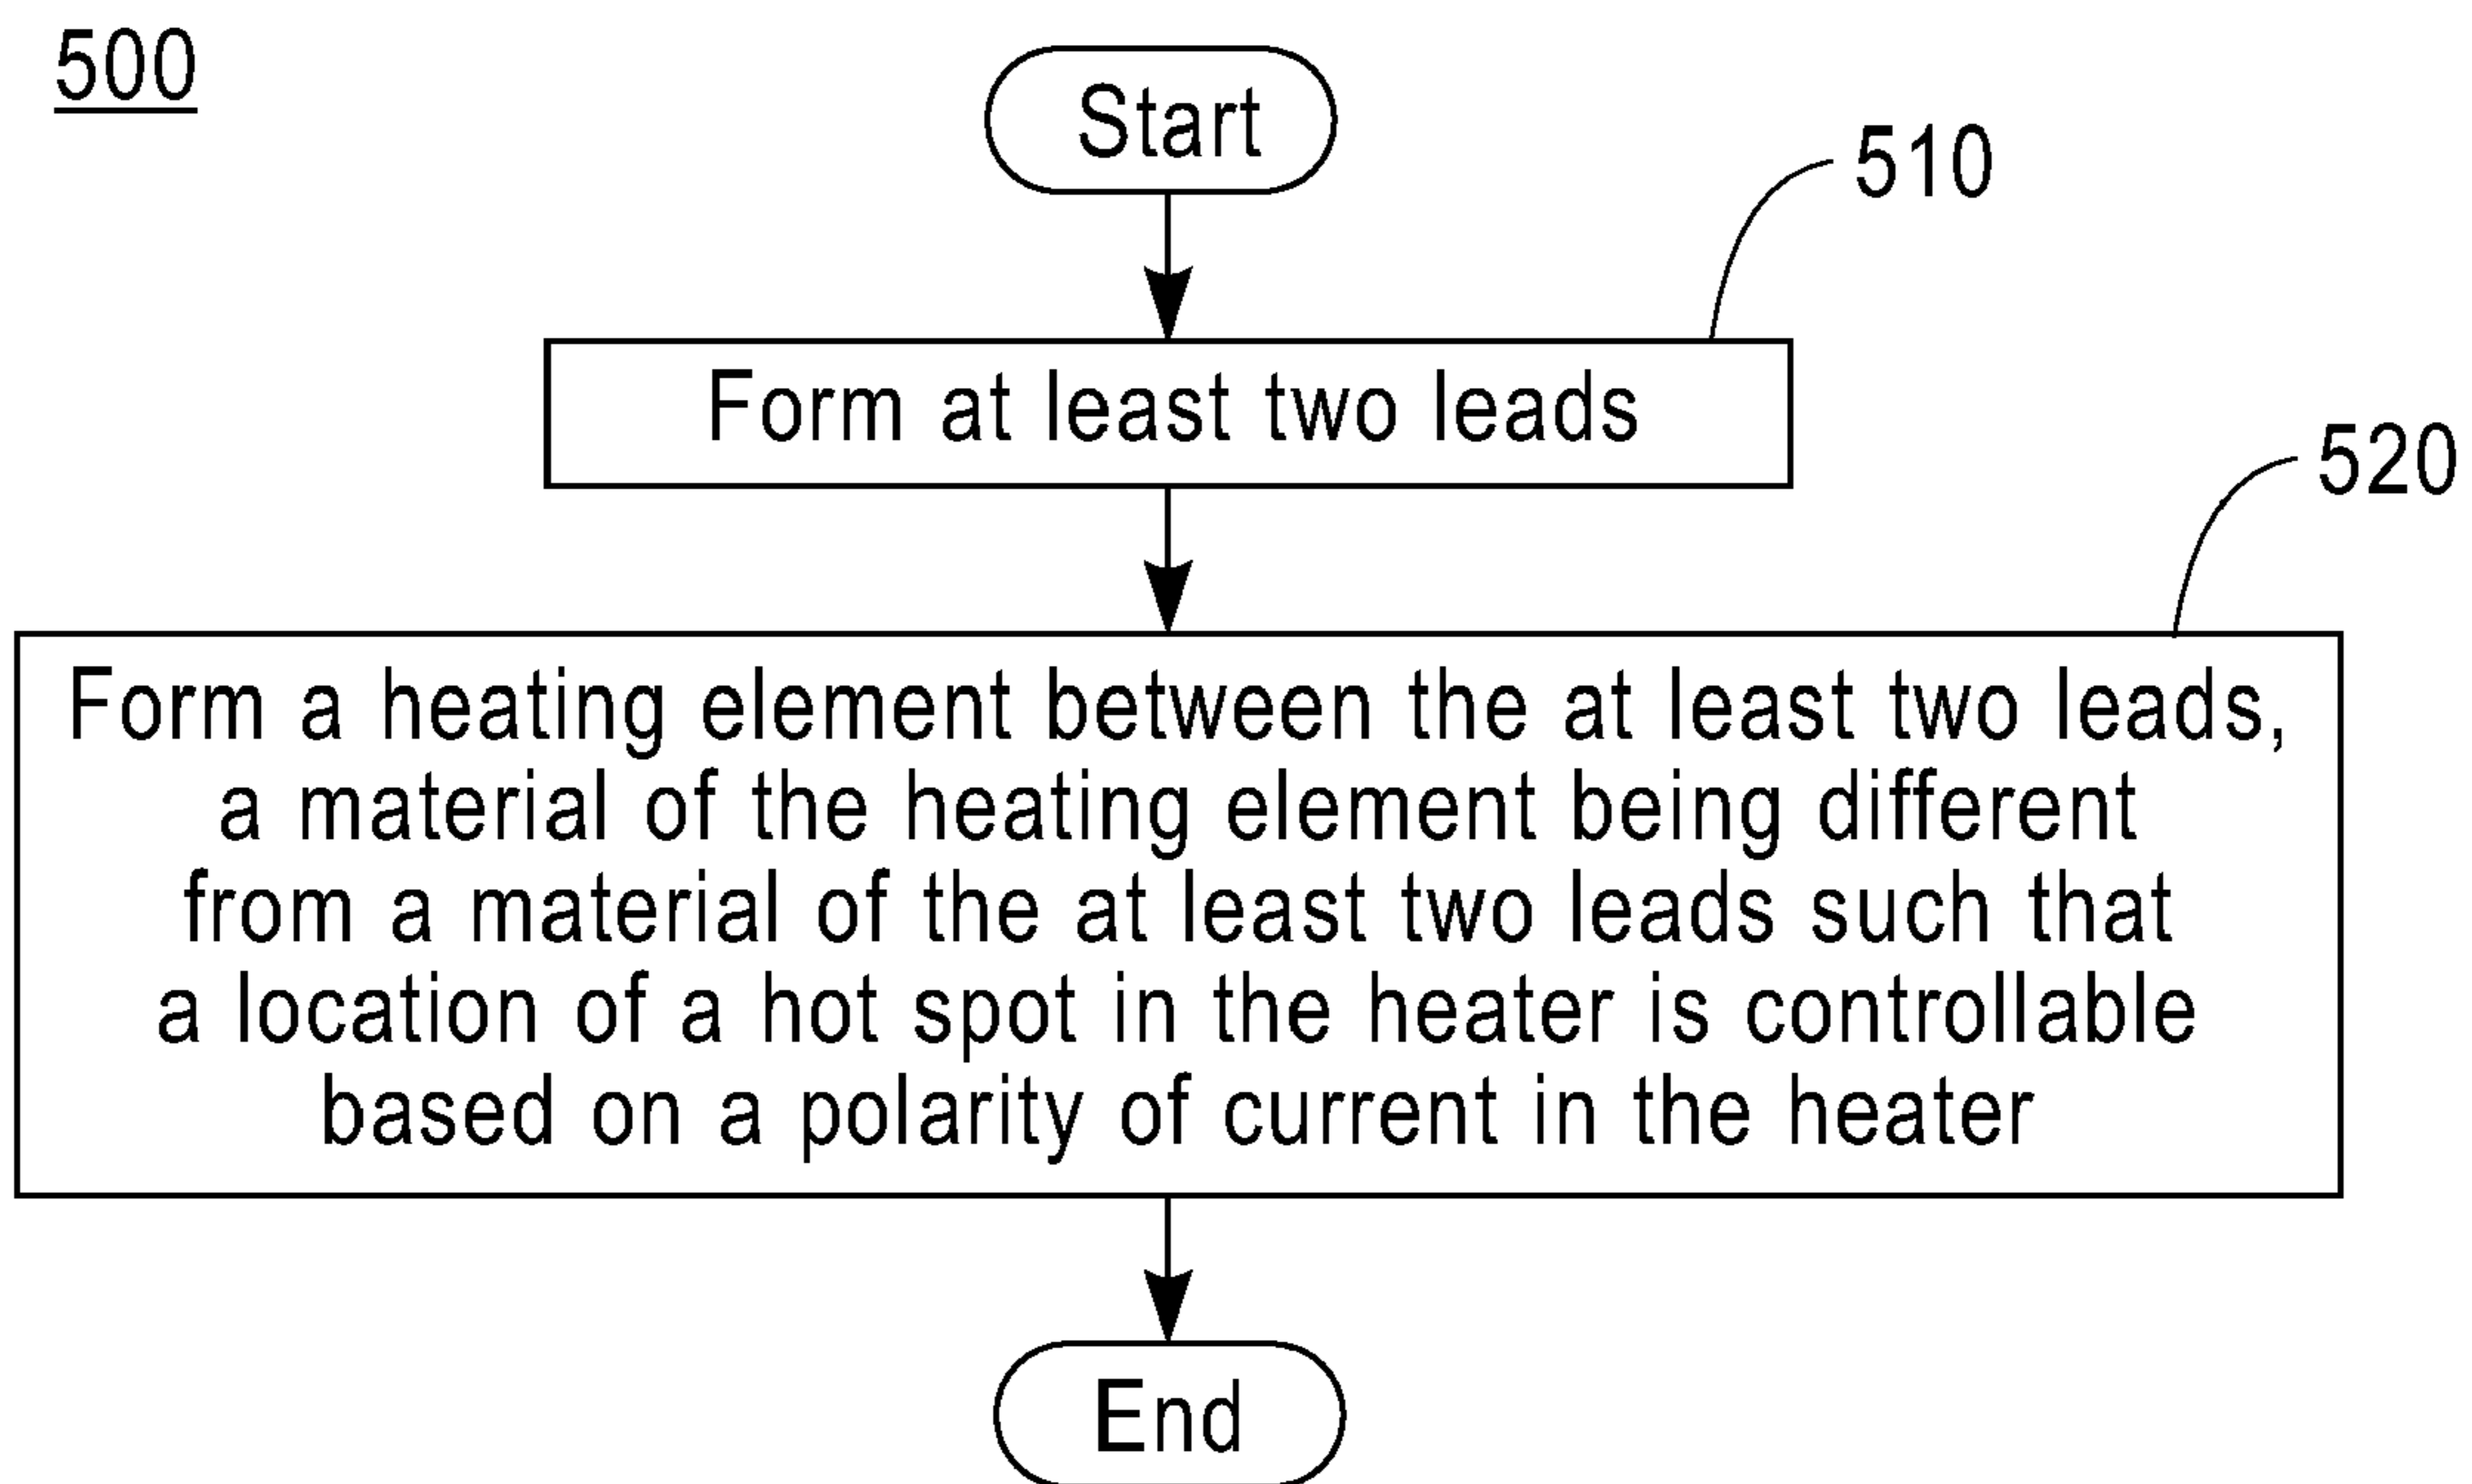 500
Start
510
Form at least two leads
520
Form a heating element between the at least two leads,
a material of the heating element being different
from a material of the at least two leads such that
a location of a hot spot in the heater is controllable
based on a polarity of current in the heater
End